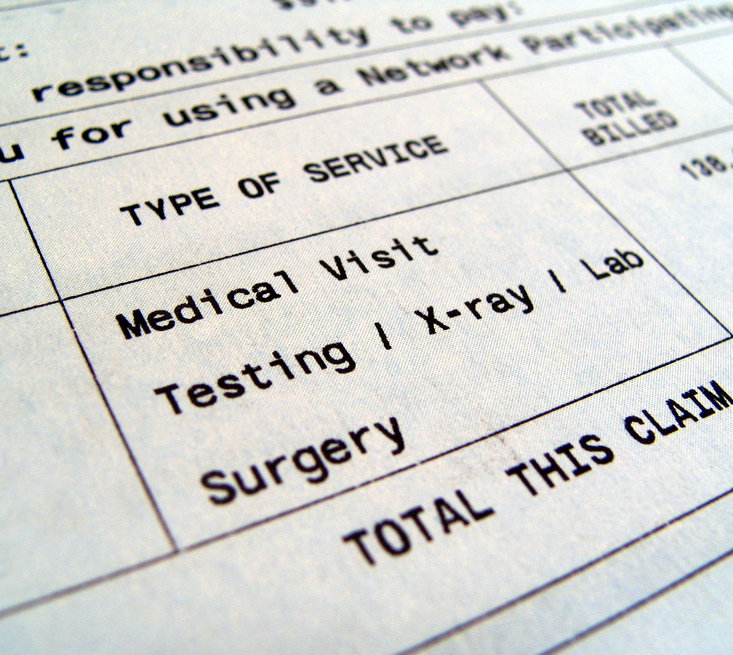 t:
responsibility to pay:
u for using a Network Participating
TYPE OF SERVICE
TOTAL
BILLED
138.
Medical Visit
Testing | X-ray | Lab
Surgery
TOTAL THIS CLAIM